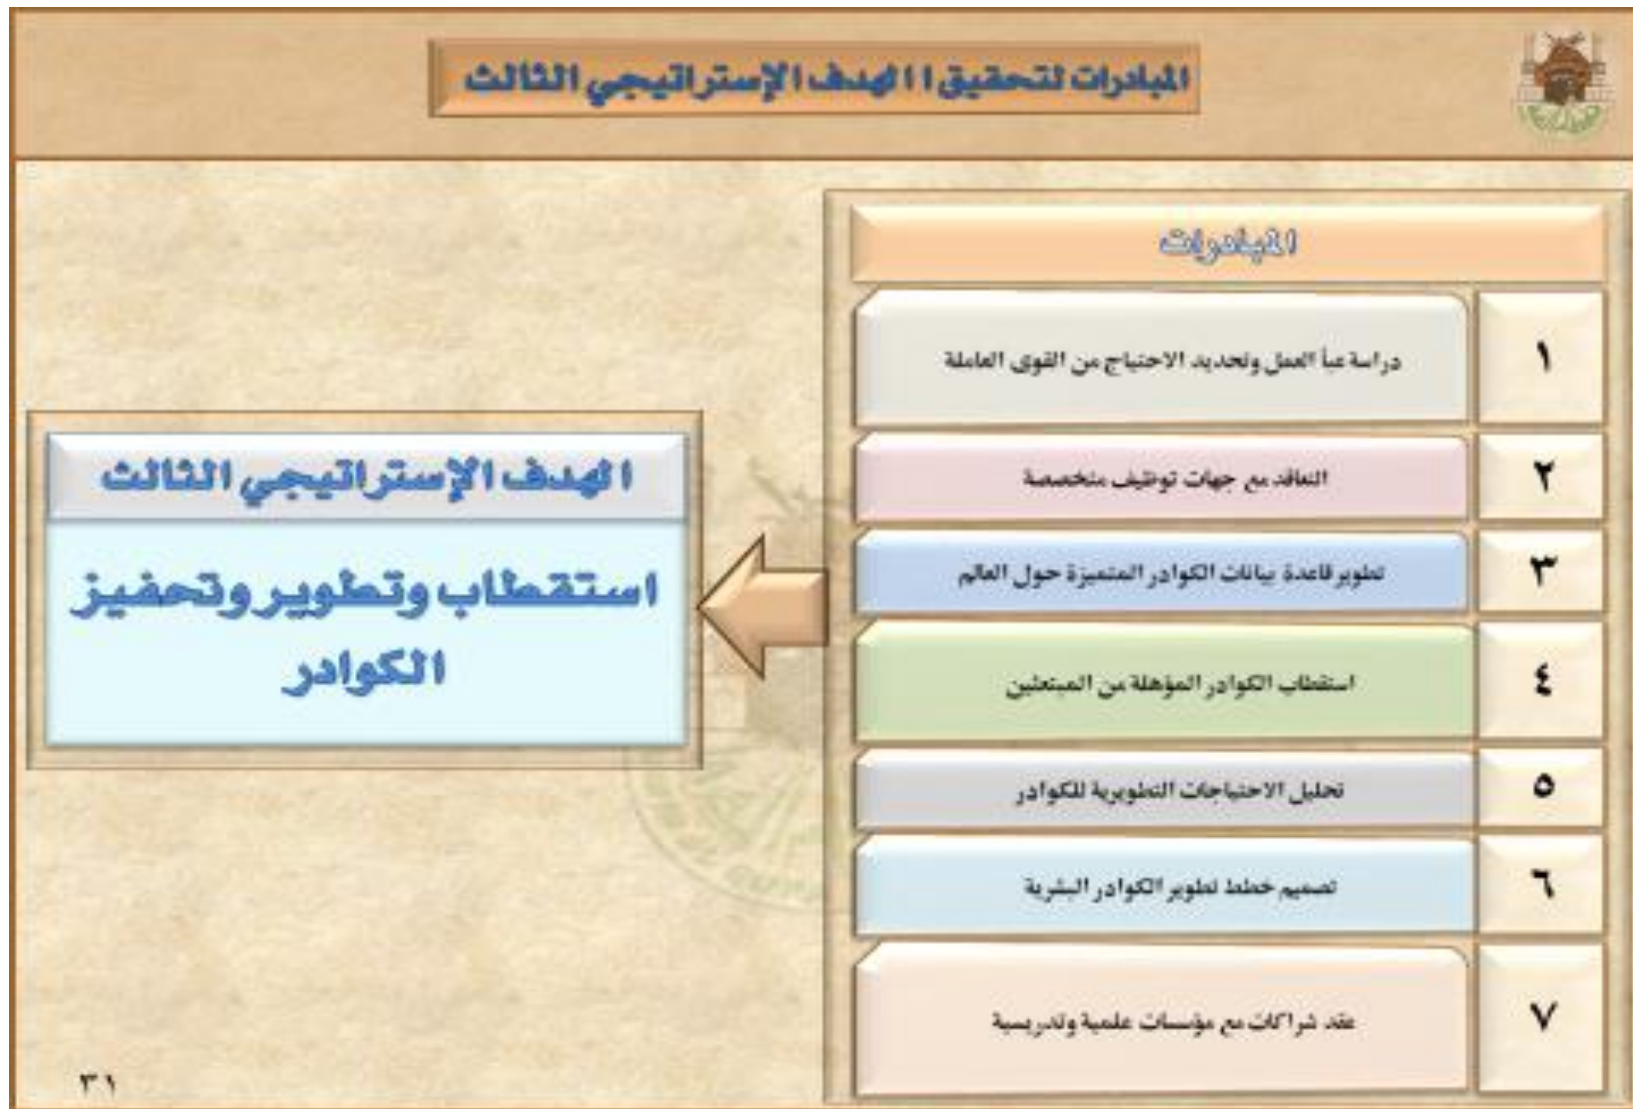 المبادرات لتحقيق ا الهدف الإستراتيجي الثالث
المبادرات
١ دراسة عبأ العمل وتحديد الاحتياج من القوى العاملة
٢ التعاقد مع جهات توظيف متخصصة
٣ تطوير قاعدة بيانات الكوادر المتميزة حول العالم
٤ استقطاب الكوادر المؤهلة من المبتعثين
٥ تحليل الاحتياجات التطويرية للكوادر
٦ تصميم خطط تطوير الكوادر البشرية
٧ عقد شراكات مع مؤسسات علمية وتدريسية
الهدف الإستراتيجي الثالث
استقطاب وتطوير وتحفيز
الكوادر
٣١